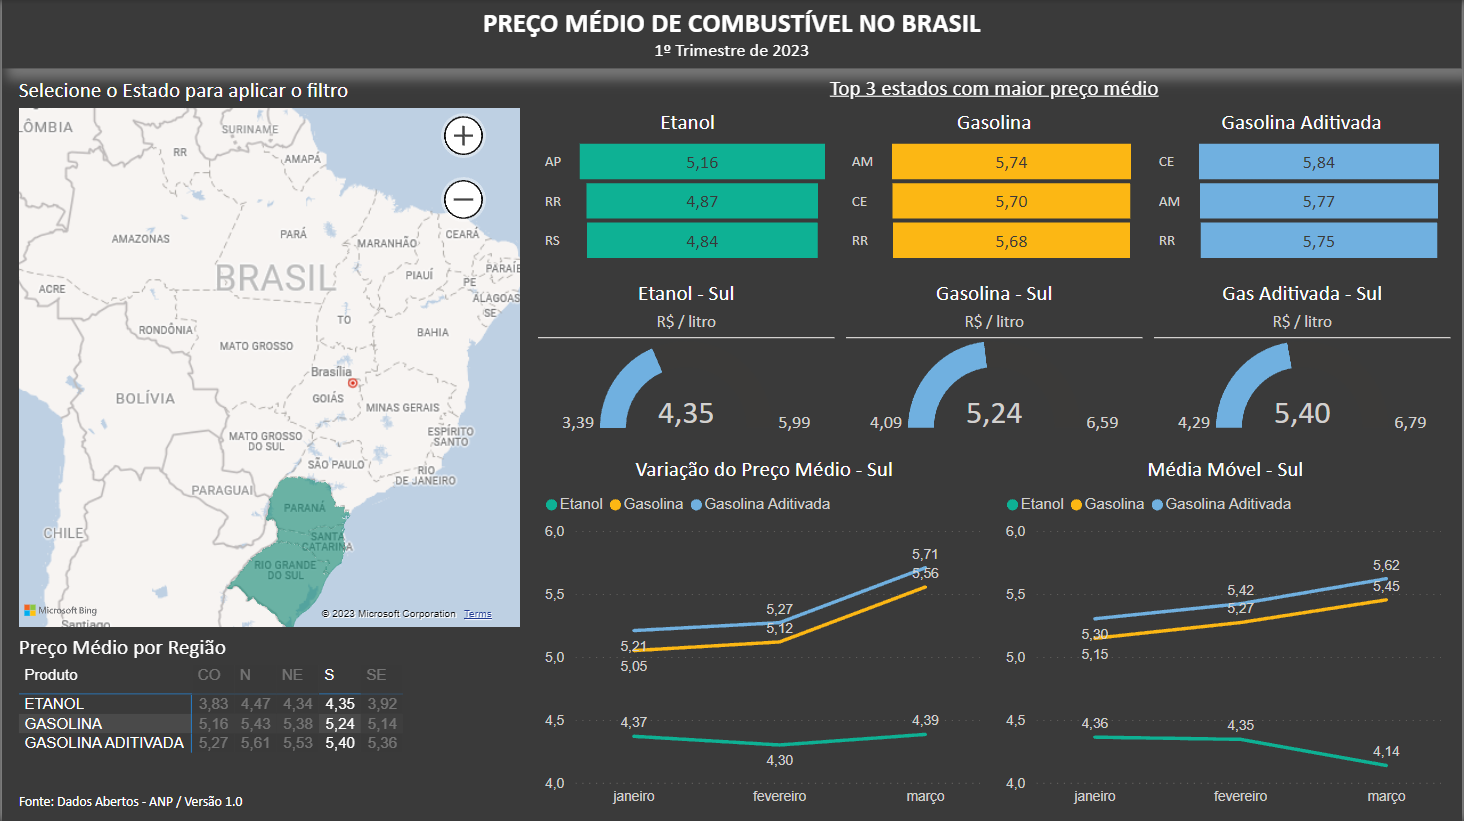 PREÇO MÉDIO DE COMBUSTÍVEL NO BRASIL
1º Trimestre de 2023
Selecione o Estado para aplicar o filtro
LÔMBIA
SURINAME
RR
AMAPÁ
AMAZONAS
PARÁ
MARANHÃO
CEARÁ
BRASIL
PIAUÍ
PARAÍB
PE
ACRE
ALAGOAS
SE
TO
RONDÔNIA
BAHIA
MATO GROSSO
Brasília
BOLÍVIA
GOIÁS
MINAS GERAIS
MATO GROSSO
DO SUL
ESPÍRITO
SANTO
SÃO PAULO
RIO
DE JANEIRO
PARAGUAI
PARANÁ
CHILE
SANTA
CATARINA
RIO GRANDE
DO SUL
Microsoft Bing
© 2023 Microsoft Corporation Terms
Santiago
Preço Médio por Região
Produto CO N NE S SE
ETANOL 3,83 4,47 4,34 4,35 3,92
GASOLINA 5,16 5,43 5,38 5,24 5,14
GASOLINA ADITIVADA 5,27 5,61 5,53 5,40 5,36
Fonte: Dados Abertos - ANP / Versão 1.0
Top 3 estados com maior preço médio
Etanol
AP 5,16
RR 4,87
RS 4,84
Gasolina
AM 5,74
CE 5,70
RR 5,68
Gasolina Aditivada
CE 5,84
AM 5,77
RR 5,75
Etanol - Sul
R$ / litro
3,39 4,35 5,99
Gasolina - Sul
R$ / litro
4,09 5,24 6,59
Gas Aditivada - Sul
R$ / litro
4,29 5,40 6,79
Variação do Preço Médio - Sul
Etanol Gasolina Gasolina Aditivada
6,0
5,71
5,56
5,5
5,27
5,12
5,21
5,0
5,05
4,5
4,37
4,39
4,30
4,0
janeiro fevereiro março
Média Móvel - Sul
Etanol Gasolina Gasolina Aditivada
6,0
5,62
5,5
5,45
5,42
5,27
5,30
5,0
5,15
4,5
4,36
4,35
4,14
4,0
janeiro fevereiro março